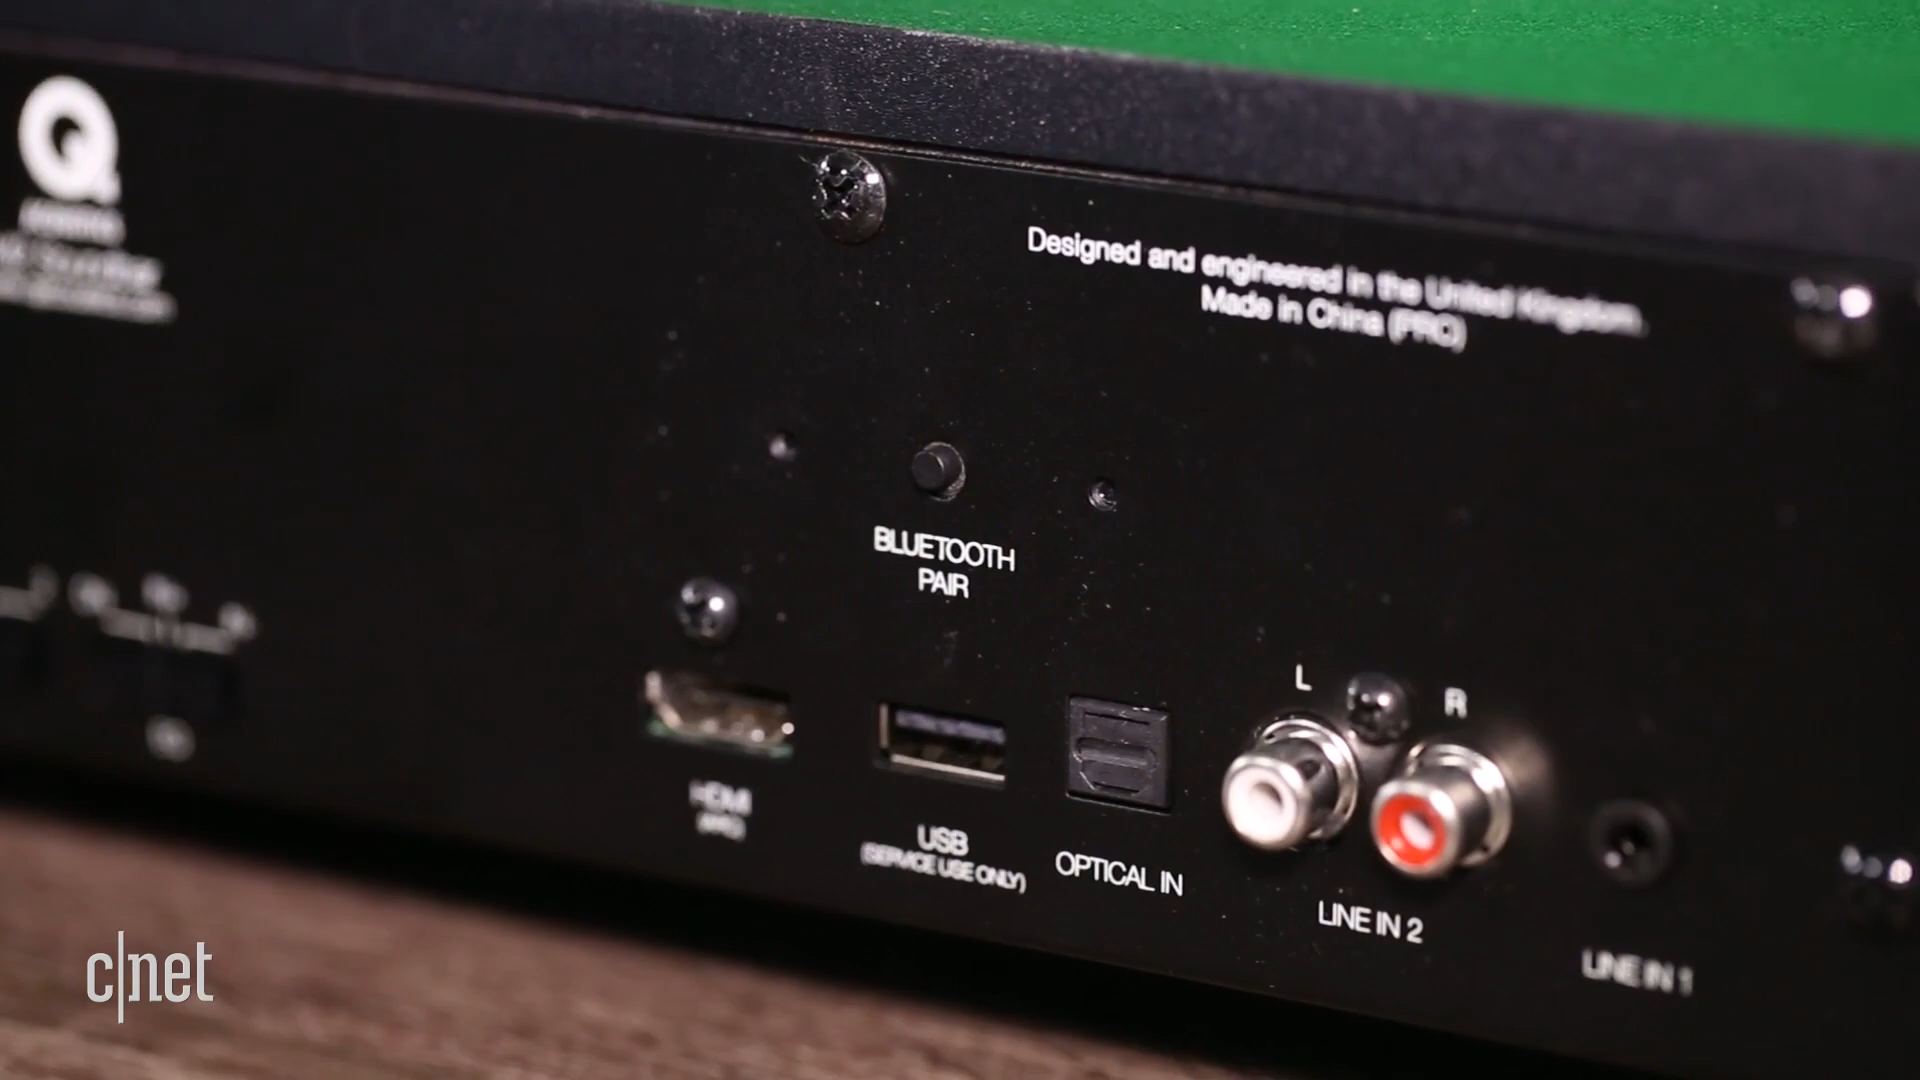 Q
Designed and engineered in the United Kingdom.
Made in China (PRC)
BLUETOOTH
PAIR
L
R
HDMI
(ARC)
USB
(SERVICE USE ONLY)
OPTICAL IN
LINE IN 2
LINE IN 1
c|net